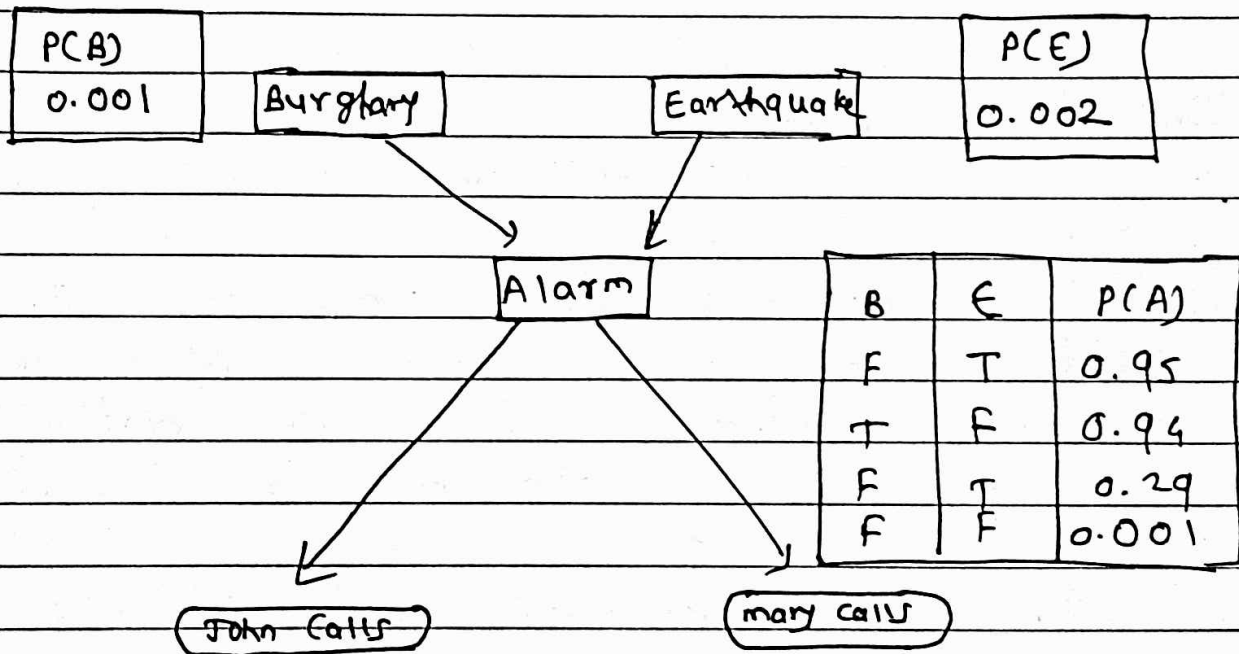 P(B)
0.001
Burglary
Earthquake
P(E)
0.002
Alarm
B E P(A)
F T 0.95
T F 0.94
F T 0.29
F F 0.001
John Calls
mary calls